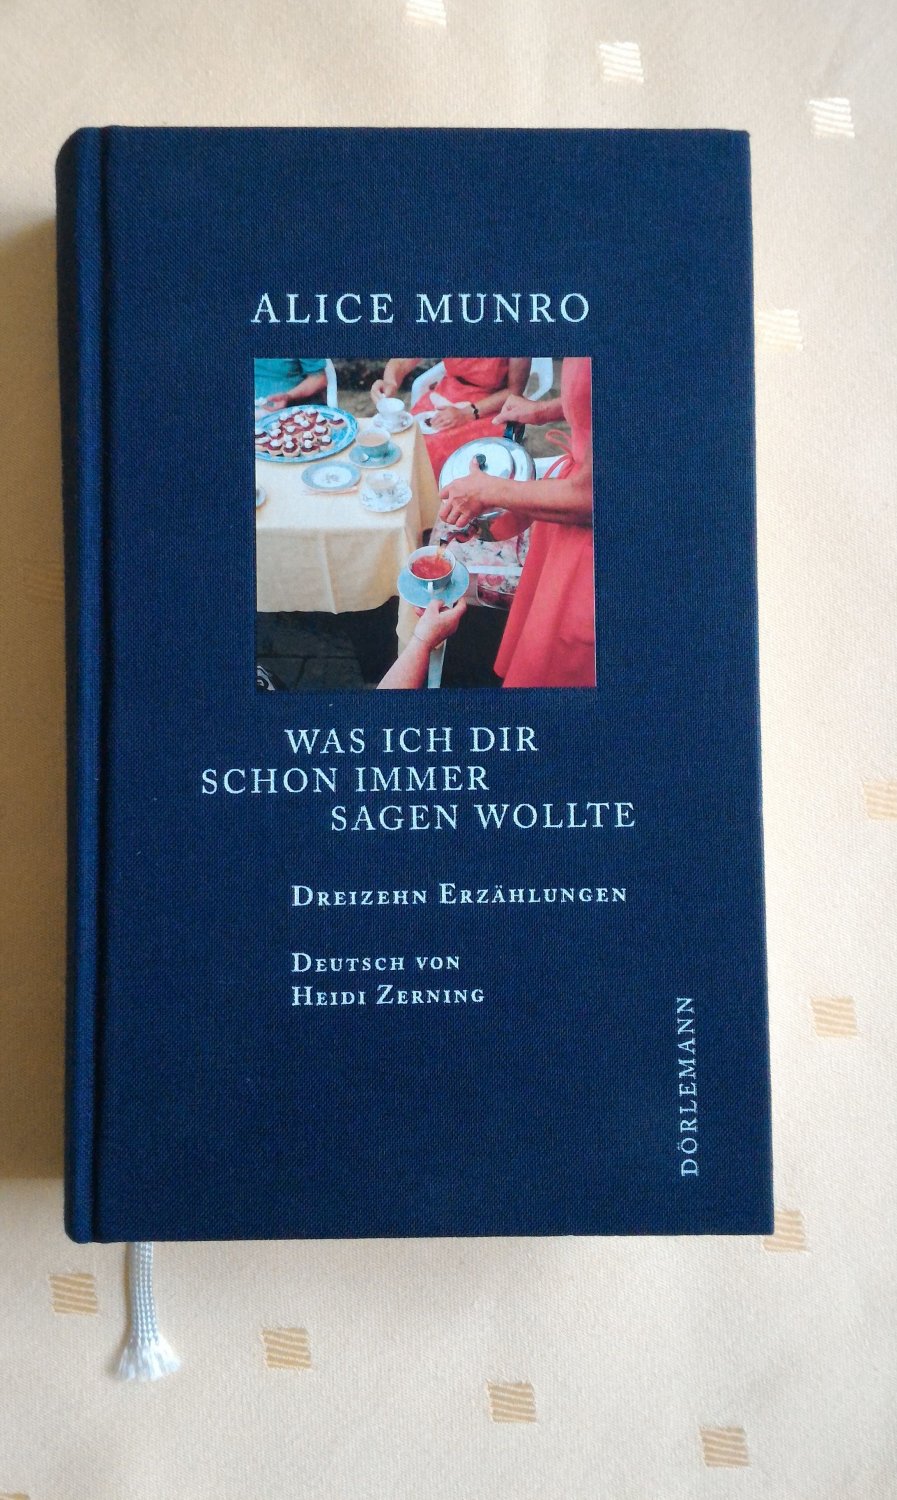 ALICE MUNRO
WAS ICH DIR
SCHON IMMER
SAGEN WOLLTE
DREIZEHN ERZÄHLUNGEN
DEUTSCH VON
HEIDI ZERNING
DÖRLEMANN